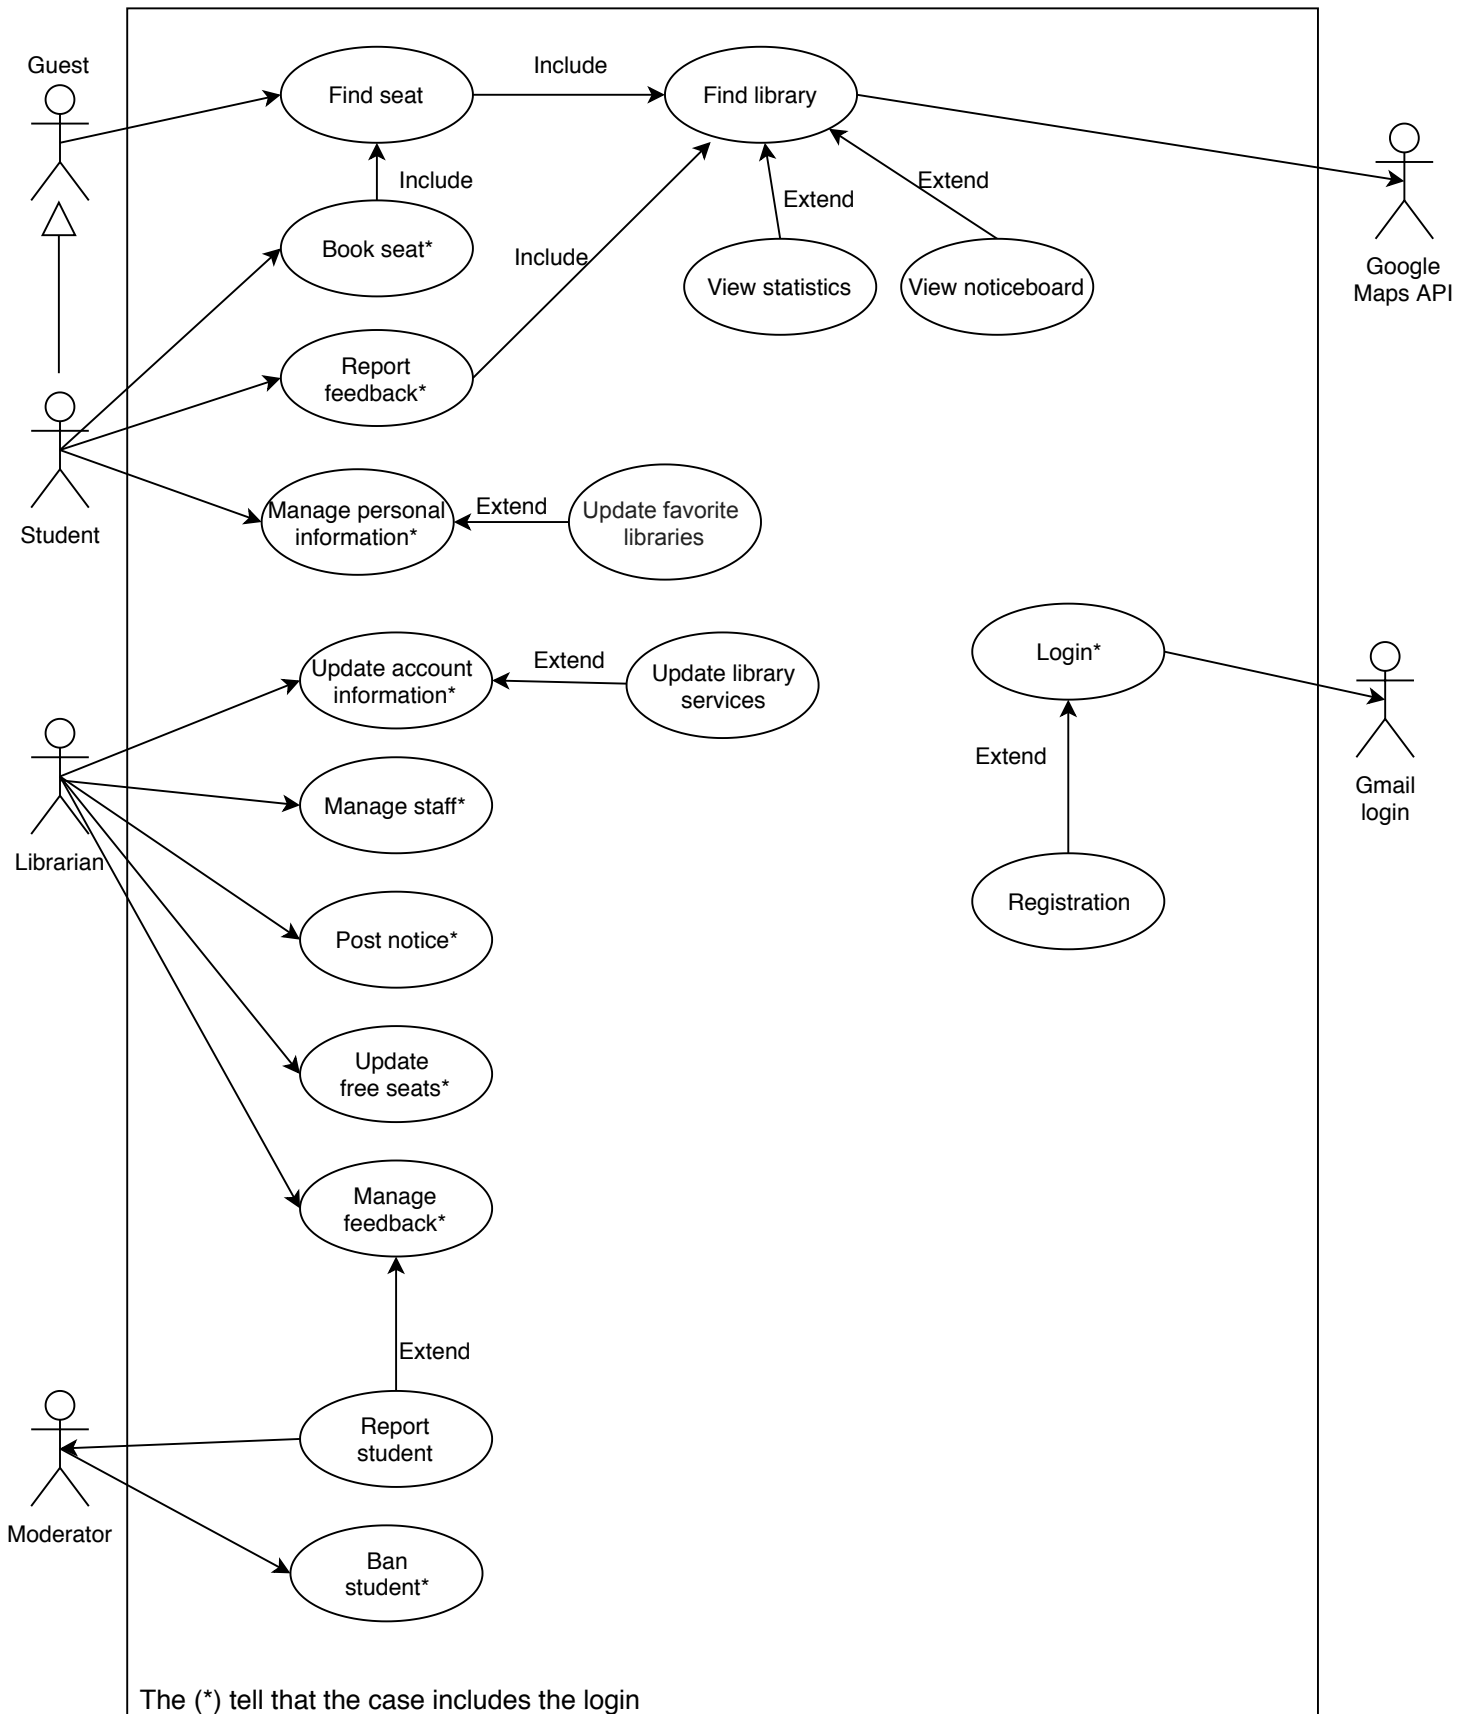 Guest
Find seat
Include
Find library
Include
Extend
Extend
Book seat*
Include
View statistics
View noticeboard
Google
Maps API
Report
feedback*
Student
Manage personal
information*
Extend
Update favorite
libraries
Update account
information*
Extend
Update library
services
Login*
Extend
Gmail
login
Librarian
Manage staff*
Registration
Post notice*
Update
free seats*
Manage
feedback*
Extend
Report
student
Moderator
Ban
student*
The (*) tell that the case includes the login